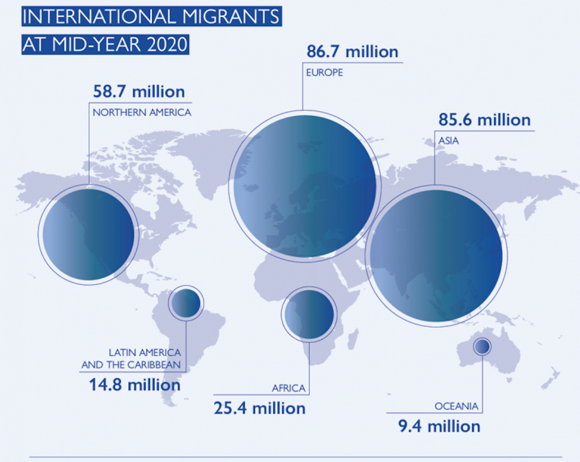 INTERNATIONAL MIGRANTS
AT MID-YEAR 2020
86.7 million
EUROPE
58.7 million
NORTHERN AMERICA
85.6 million
ASIA
LATIN AMERICA
AND THE CARIBBEAN
14.8 million
AFRICA
25.4 million
OCEANIA
9.4 million